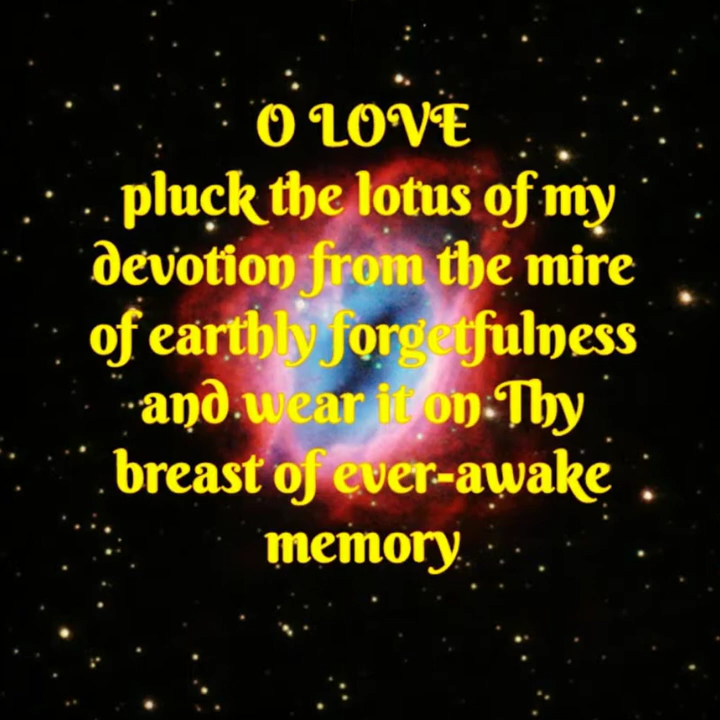 O LOVE
pluck the lotus of my
devotion from the mire
of earthly forgetfulness
and wear it on Thy
breast of ever-awake
memory